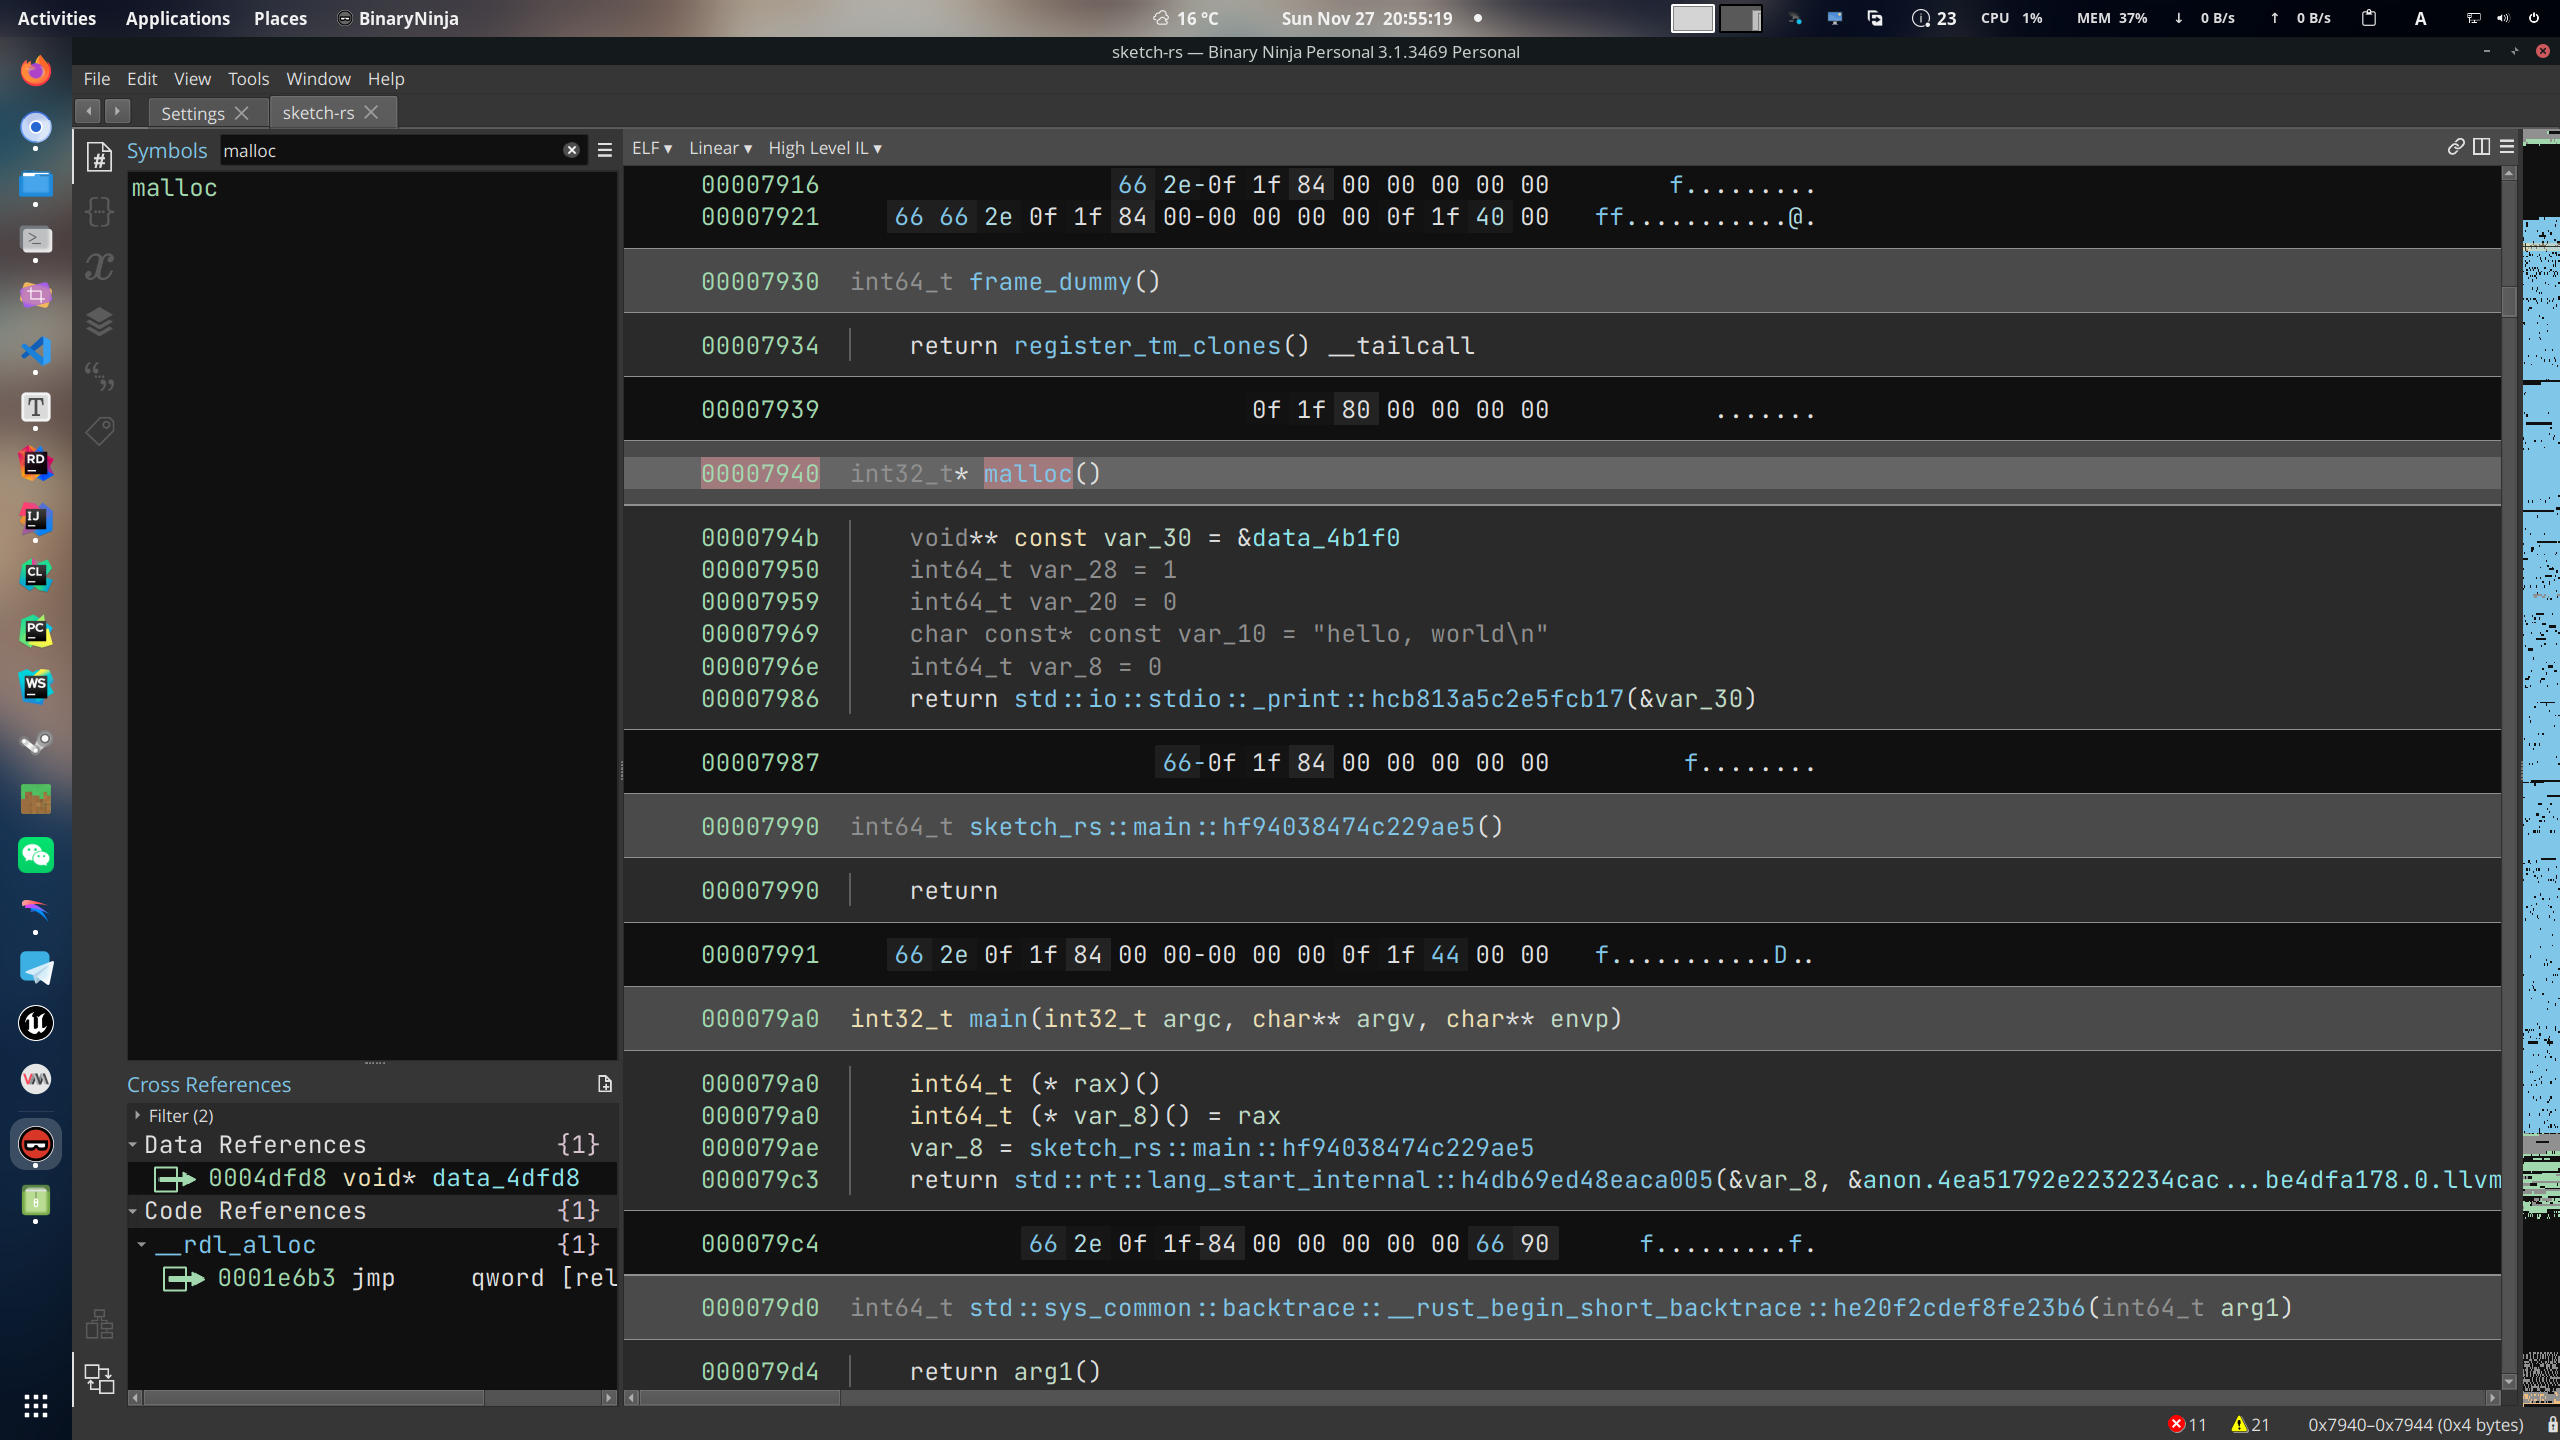 Activities Applications Places BinaryNinja 16 °C Sun Nov 27 20:55:19 23 CPU 1% MEM 37% ↓ 0 B/s ↑ 0 B/s A
sketch-rs — Binary Ninja Personal 3.1.3469 Personal
File Edit View Tools Window Help
Settings sketch-rs
Symbols malloc
ELF ▾ Linear ▾ High Level IL ▾
malloc
00007916 66 2e-0f 1f 84 00 00 00 00 00 f.........
00007921 66 66 2e 0f 1f 84 00-00 00 00 00 0f 1f 40 00 ff...........@.
00007930 int64_t frame_dummy()
00007934 return register_tm_clones() __tailcall
00007939 0f 1f 80 00 00 00 00 .......
00007940 int32_t* malloc()
0000794b void** const var_30 = &data_4b1f0
00007950 int64_t var_28 = 1
00007959 int64_t var_20 = 0
00007969 char const* const var_10 = "hello, world\n"
0000796e int64_t var_8 = 0
00007986 return std::io::stdio::_print::hcb813a5c2e5fcb17(&var_30)
00007987 66-0f 1f 84 00 00 00 00 00 f........
00007990 int64_t sketch_rs::main::hf94038474c229ae5()
00007990 return
00007991 66 2e 0f 1f 84 00 00-00 00 00 0f 1f 44 00 00 f...........D..
000079a0 int32_t main(int32_t argc, char** argv, char** envp)
000079a0 int64_t (* rax)()
000079a0 int64_t (* var_8)() = rax
000079ae var_8 = sketch_rs::main::hf94038474c229ae5
000079c3 return std::rt::lang_start_internal::h4db69ed48eaca005(&var_8, &anon.4ea51792e2232234cac...be4dfa178.0.llvm
000079c4 66 2e 0f 1f-84 00 00 00 00 00 66 90 f.........f.
000079d0 int64_t std::sys_common::backtrace::__rust_begin_short_backtrace::he20f2cdef8fe23b6(int64_t arg1)
000079d4 return arg1()
Cross References
Filter (2)
Data References {1}
0004dfd8 void* data_4dfd8
Code References {1}
__rdl_alloc {1}
0001e6b3 jmp qword [rel
RD
IJ
CL
PC
WS
11 21 0x7940–0x7944 (0x4 bytes)